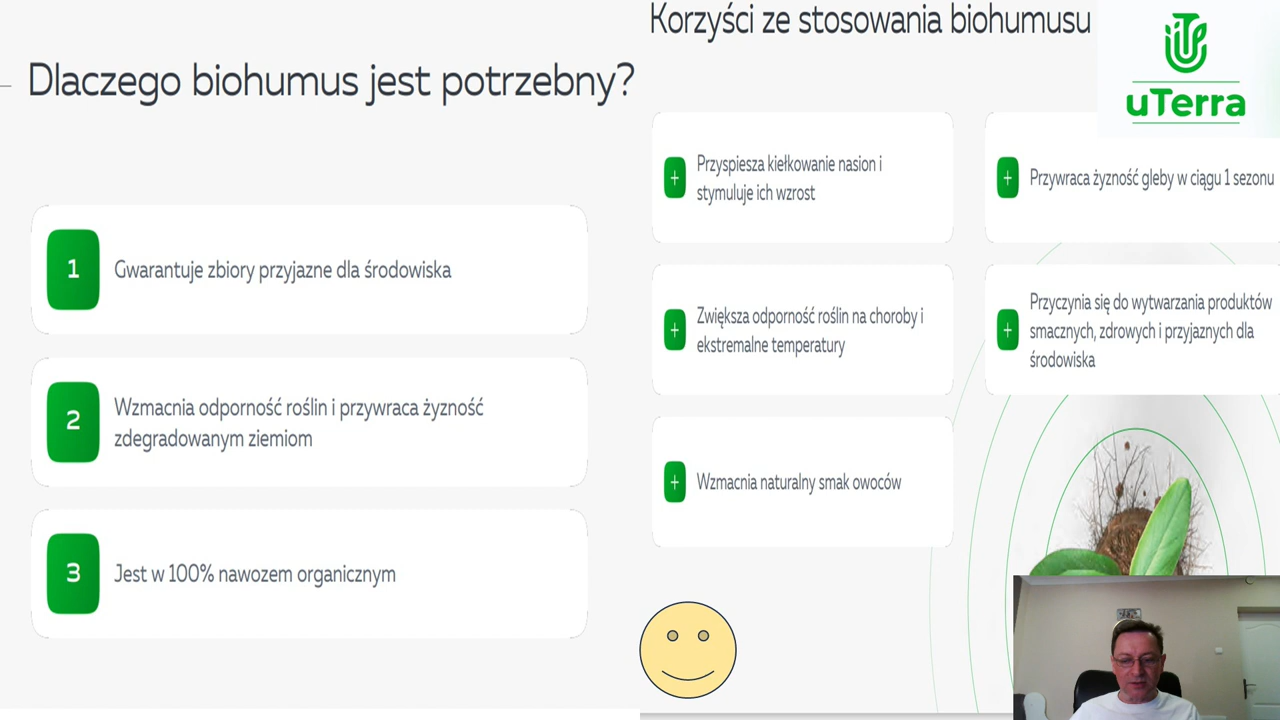 Dlaczego biohumus jest potrzebny?
1
Gwarantuje zbiory przyjazne dla środowiska
2
Wzmacnia odporność roślin i przywraca żyzność
zdegradowanym ziemiom
3
Jest w 100% nawozem organicznym
Korzyści ze stosowania biohumusu
uTerra
+
Przyspiesza kiełkowanie nasion i
stymuluje ich wzrost
+
Przywraca żyzność gleby w ciągu 1 sezonu
+
Zwiększa odporność roślin na choroby i
ekstremalne temperatury
+
Przyczynia się do wytwarzania produktów
smacznych, zdrowych i przyjaznych dla
środowiska
+
Wzmacnia naturalny smak owoców